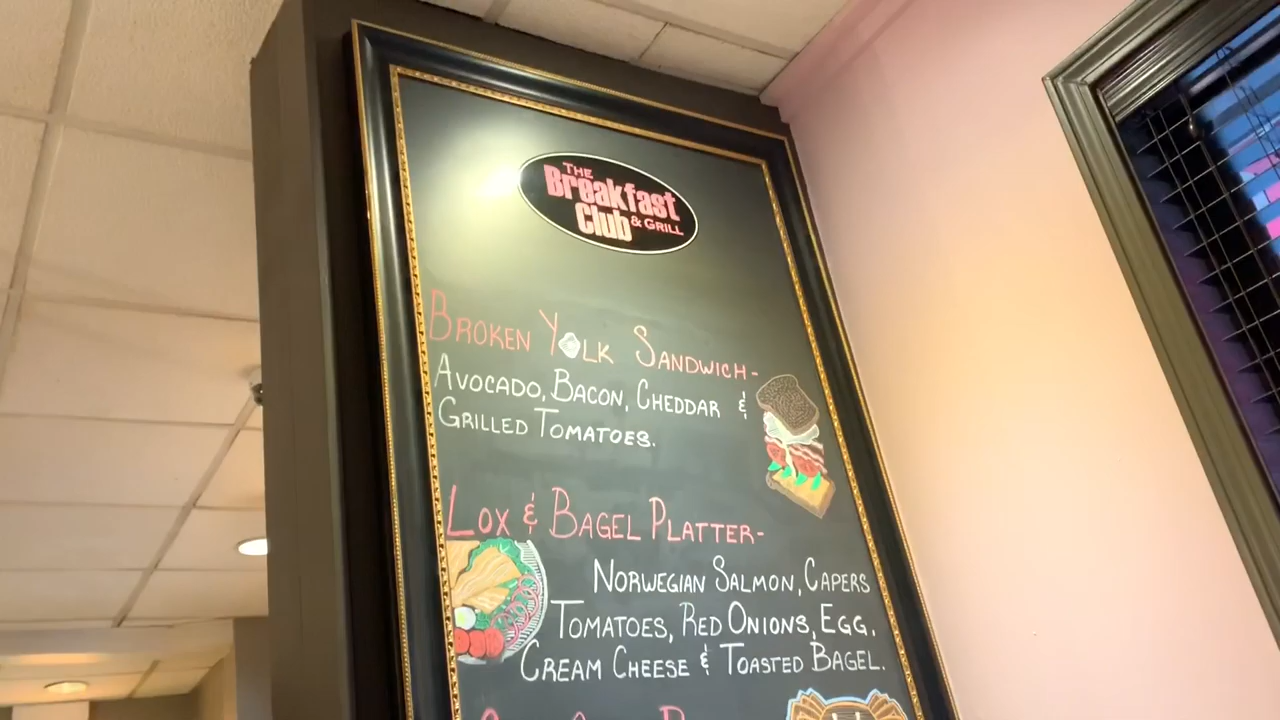 THE
Breakfast
Club & GRILL
BROKEN YOLK SANDWICH-
AVOCADO, BACON, CHEDDAR &
GRILLED TOMATOES.
LOX & BAGEL PLATTER-
NORWEGIAN SALMON, CAPERS
TOMATOES, RED ONIONS, EGG,
CREAM CHEESE & TOASTED BAGEL.